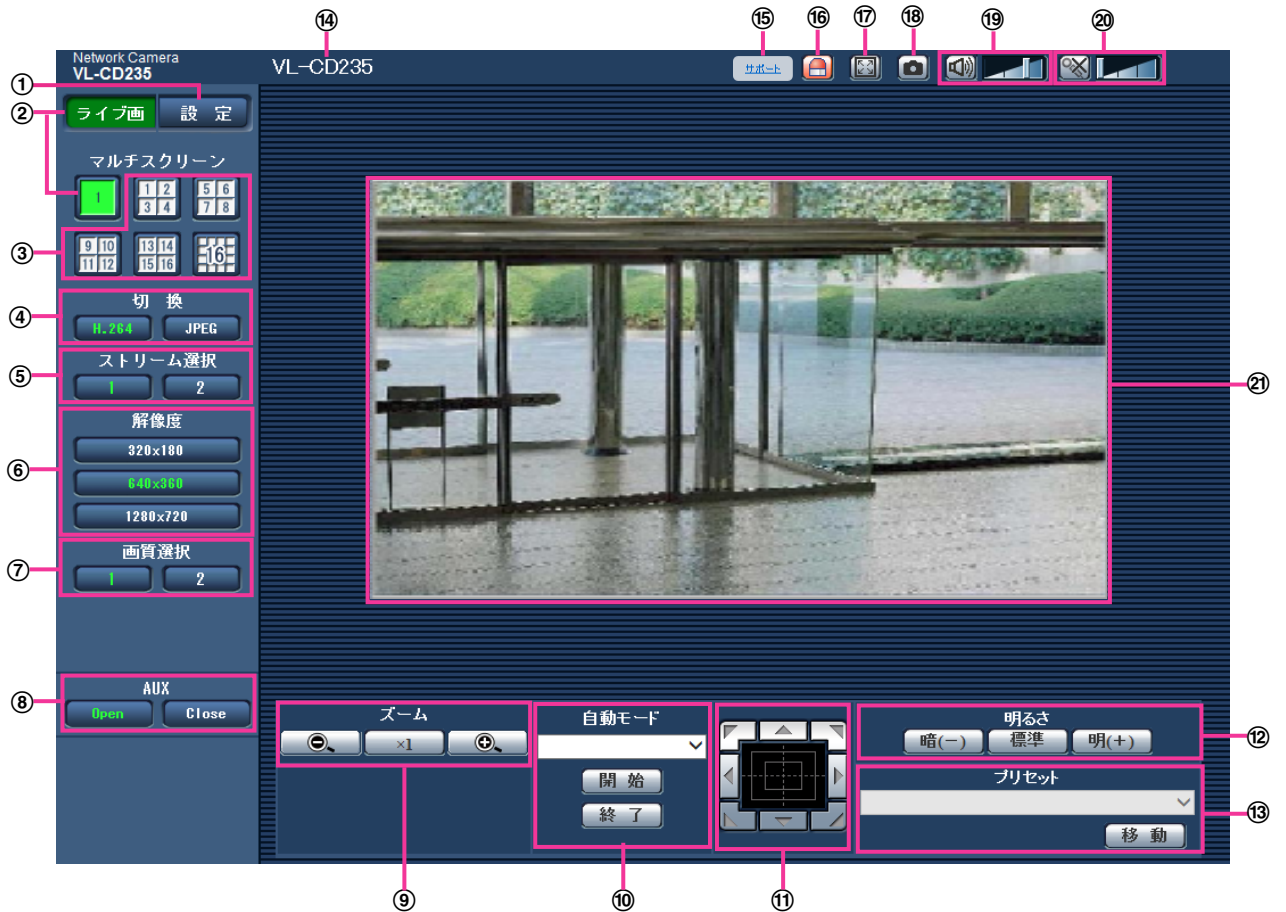 ⑭ ⑮ ⑯ ⑰ ⑱ ⑲ ⑳
Network Camera
VL-CD235
VL-CD235
サポート
①
②
ライブ画 設 定
マルチスクリーン
1
1 2
3 4
5 6
7 8
③
9 10
11 12
13 14
15 16
16
④
切 換
H.264 JPEG
⑤
ストリーム選択
1 2
⑥
解像度
320x180
640x360
1280x720
⑦
画質選択
1 2
㉑
⑧
AUX
Open Close
ズーム
×1
自動モード
開 始
終 了
明るさ
暗(-) 標準 明(+)
⑫
プリセット
移 動
⑬
⑨ ⑩ ⑪